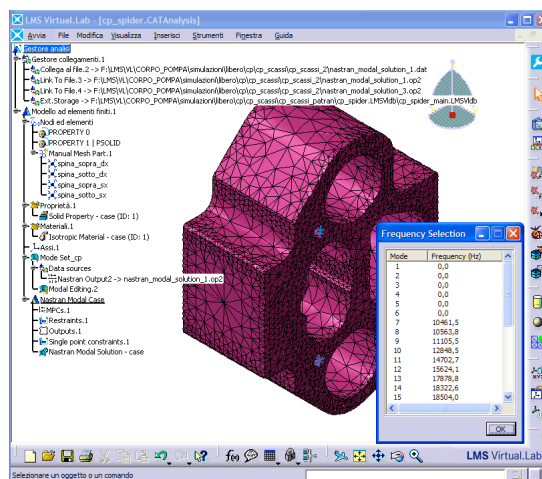 LMS Virtual.Lab - [cp_spider.CATAnalysis]
Avvia File Modifica Visualizza Inserisci Strumenti Finestra Guida
Gestore analisi
Gestore collegamenti.1
Collega al file.2 -> F:\LMS\VL\CORPO_POMPA\simulazioni\libero\cp\cp_scassi\cp_scassi_2\nastran_modal_solution_1.dat
Link To File.3 -> F:\LMS\VL\CORPO_POMPA\simulazioni\libero\cp\cp_scassi\cp_scassi_2\nastran_modal_solution_1.op2
Link To File.4 -> F:\LMS\VL\CORPO_POMPA\simulazioni\libero\cp\cp_scassi\cp_scassi_2\nastran_modal_solution_3.op2
Ext.Storage -> F:\LMS\VL\CORPO_POMPA\simulazioni\libero\cp\cp_scassi\cp_scassi_patran\cp_spider.LMSVldb\cp_spider_main.LMSVldb
Modello ad elementi finiti.1
Nodi ed elementi
PROPERTY 0
PROPERTY 1 | PSOLID
Manual Mesh Part.1
spina_sopra_dx
spina_sotto_dx
spina_sopra_sx
spina_sotto_sx
Proprietà.1
Solid Property - case (ID: 1)
Materiali.1
Isotropic Material - case (ID: 1)
Assi.1
Mode Set_cp
Data sources
Nastran Output2 -> nastran_modal_solution_1.op2
Modal Editing.2
Nastran Modal Case
MPCs.1
Restraints.1
Outputs.1
Single point constraints.1
Nastran Modal Solution - case
Frequency Selection
Mode Frequency (Hz)
1 0,0
2 0,0
3 0,0
4 0,0
5 0,0
6 0,0
7 10461,5
8 10563,8
9 11105,5
10 12848,5
11 14702,7
12 15624,1
13 17878,8
14 18322,6
15 18504,0
OK
f(x)
LMS Virtual.Lab
Selezionare un oggetto o un comando